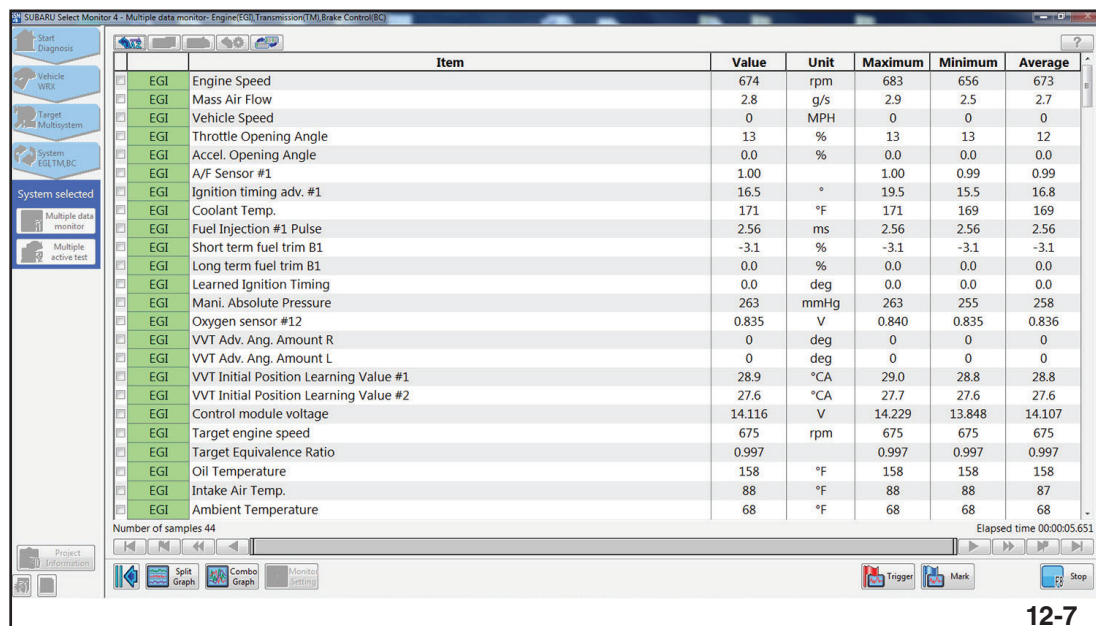 SUBARU Select Monitor 4 - Multiple data monitor- Engine(EGI),Transmission(TM),Brake Control(BC)
Start
Diagnosis
Vehicle
WRX
Target
Multisystem
System
EGI,TM,BC
System selected
Multiple data
monitor
Multiple
active test
Project
Information
?
Item Value Unit Maximum Minimum Average
EGI Engine Speed 674 rpm 683 656 673
EGI Mass Air Flow 2.8 g/s 2.9 2.5 2.7
EGI Vehicle Speed 0 MPH 0 0 0
EGI Throttle Opening Angle 13 % 13 13 12
EGI Accel. Opening Angle 0.0 % 0.0 0.0 0.0
EGI A/F Sensor #1 1.00 1.00 0.99 0.99
EGI Ignition timing adv. #1 16.5 ° 19.5 15.5 16.8
EGI Coolant Temp. 171 °F 171 169 169
EGI Fuel Injection #1 Pulse 2.56 ms 2.56 2.56 2.56
EGI Short term fuel trim B1 -3.1 % -3.1 -3.1 -3.1
EGI Long term fuel trim B1 0.0 % 0.0 0.0 0.0
EGI Learned Ignition Timing 0.0 deg 0.0 0.0 0.0
EGI Mani. Absolute Pressure 263 mmHg 263 255 258
EGI Oxygen sensor #12 0.835 V 0.840 0.835 0.836
EGI VVT Adv. Ang. Amount R 0 deg 0 0 0
EGI VVT Adv. Ang. Amount L 0 deg 0 0 0
EGI VVT Initial Position Learning Value #1 28.9 °CA 29.0 28.8 28.8
EGI VVT Initial Position Learning Value #2 27.6 °CA 27.7 27.6 27.6
EGI Control module voltage 14.116 V 14.229 13.848 14.107
EGI Target engine speed 675 rpm 675 675 675
EGI Target Equivalence Ratio 0.997 0.997 0.997 0.997
EGI Oil Temperature 158 °F 158 158 158
EGI Intake Air Temp. 88 °F 88 88 87
EGI Ambient Temperature 68 °F 68 68 68
Number of samples 44 Elapsed time 00:00:05.651
Split
Graph
Combo
Graph
Monitor
Setting
Trigger
Mark
F8 Stop
12-7